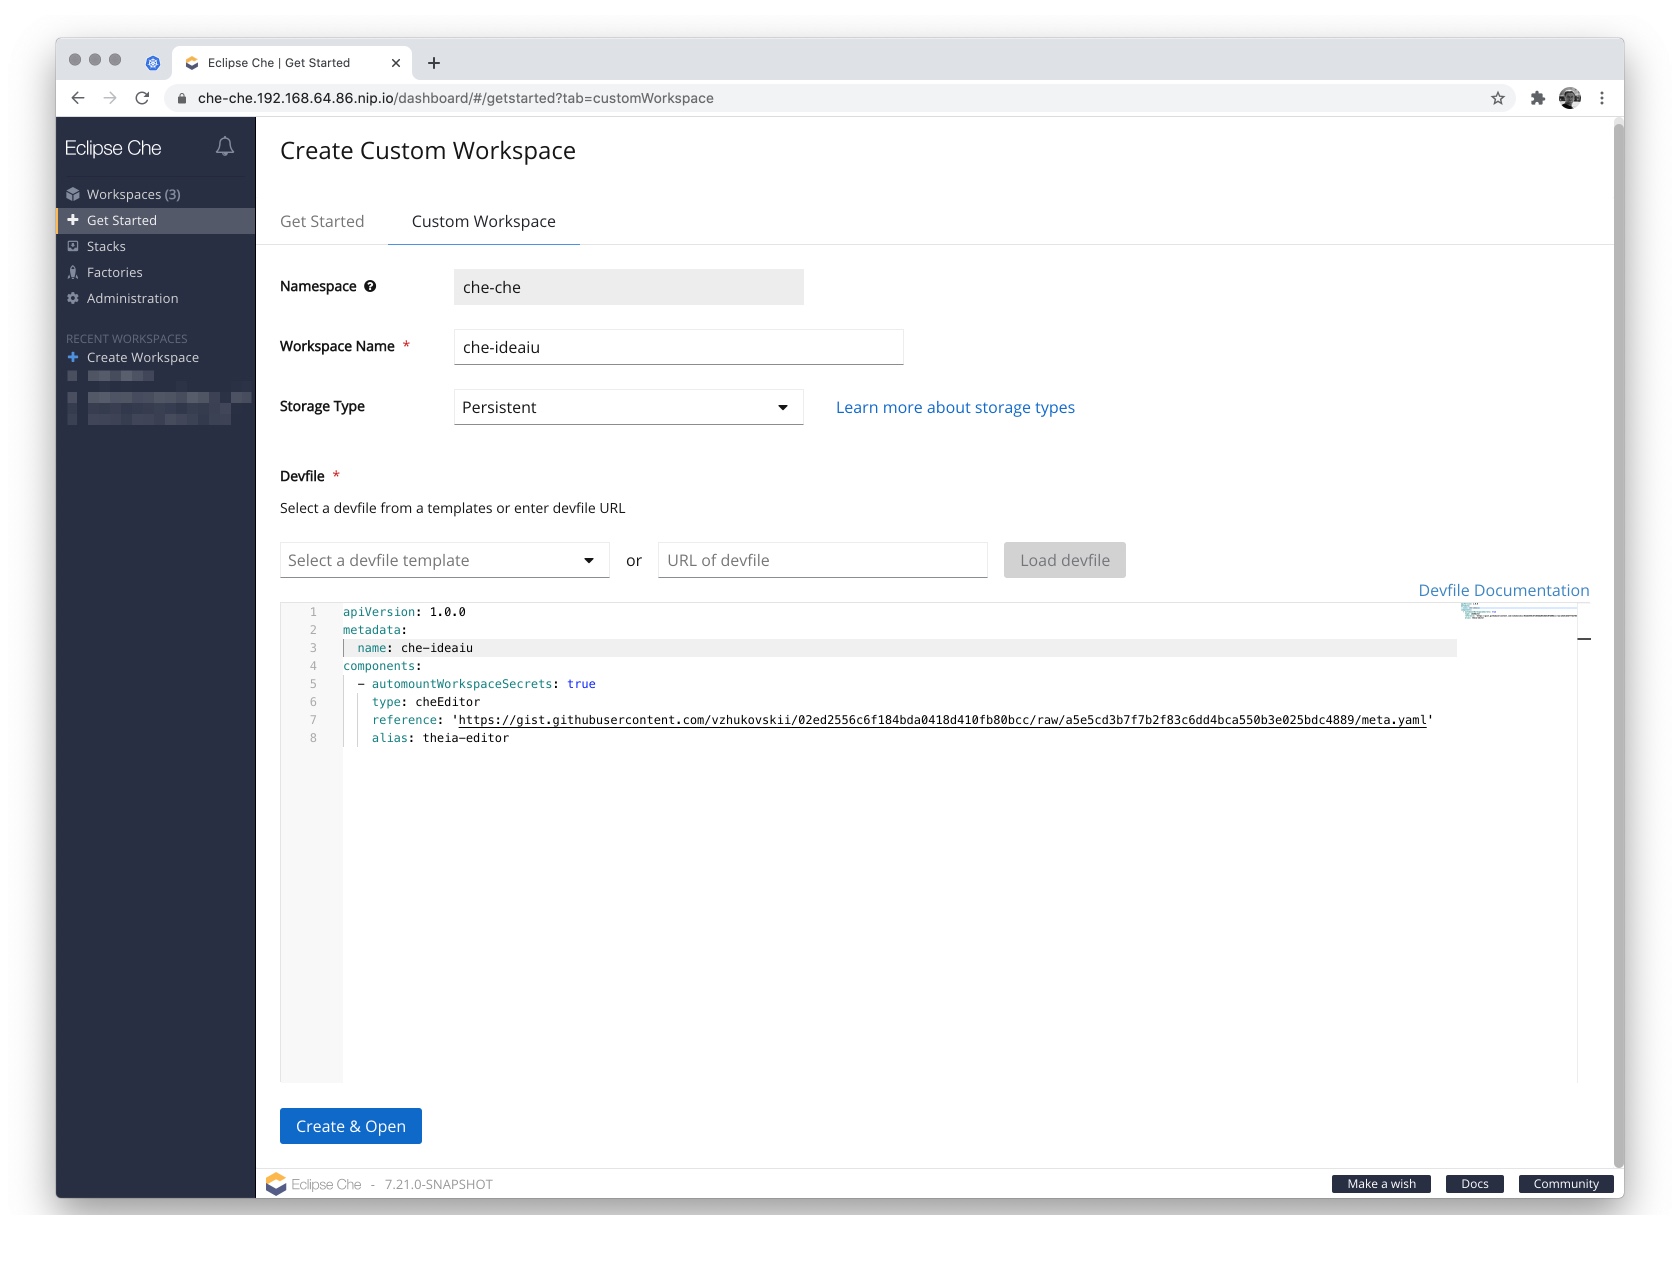 Eclipse Che | Get Started
che-che.192.168.64.86.nip.io/dashboard/#/getstarted?tab=customWorkspace
Eclipse Che
Workspaces (3)
Get Started
Stacks
Factories
Administration
RECENT WORKSPACES
Create Workspace
Create Custom Workspace
Get Started Custom Workspace
Namespace che-che
Workspace Name * che-ideaiu
Storage Type Persistent Learn more about storage types
Devfile *
Select a devfile from a templates or enter devfile URL
Select a devfile template or URL of devfile Load devfile
Devfile Documentation
1 apiVersion: 1.0.0
2 metadata:
3 name: che-ideaiu
4 components:
5 - automountWorkspaceSecrets: true
6 type: cheEditor
7 reference: 'https://gist.githubusercontent.com/vzhukovskii/02ed2556c6f184bda0418d410fb80bcc/raw/a5e5cd3b7f7b2f83c6dd4bca550b3e025bdc4889/meta.yaml'
8 alias: theia-editor
Create & Open
Eclipse Che - 7.21.0-SNAPSHOT
Make a wish Docs Community